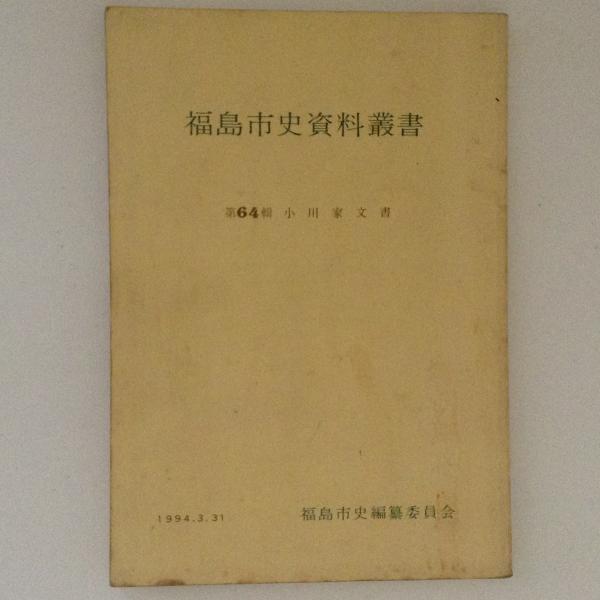 福島市史資料叢書
第64輯 小川家文書
1994.3.31
福島市史編纂委員会